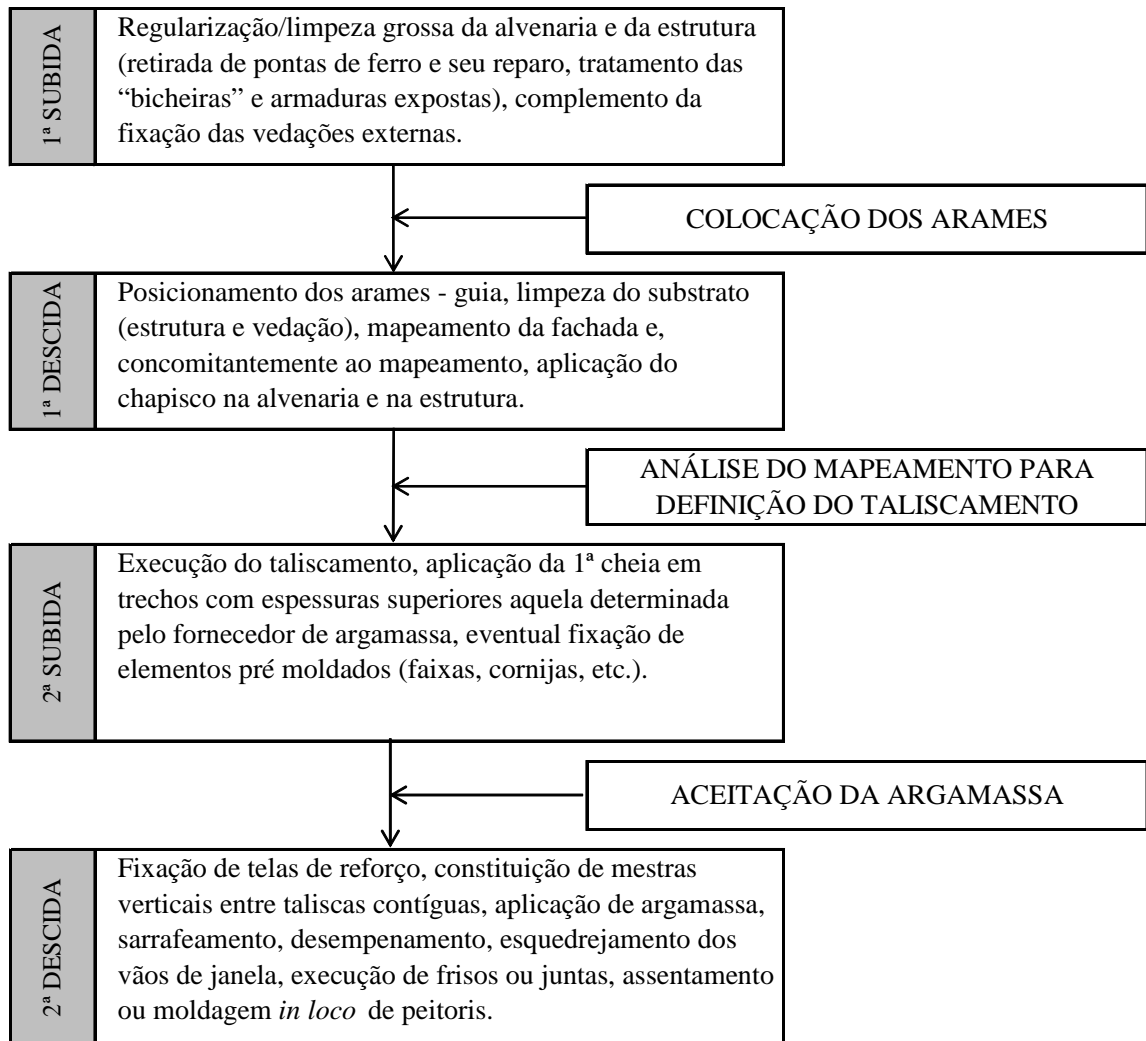 1ª SUBIDA
Regularização/limpeza grossa da alvenaria e da estrutura
(retirada de pontas de ferro e seu reparo, tratamento das
“bicheiras” e armaduras expostas), complemento da
fixação das vedações externas.
COLOCAÇÃO DOS ARAMES
1ª DESCIDA
Posicionamento dos arames - guia, limpeza do substrato
(estrutura e vedação), mapeamento da fachada e,
concomitantemente ao mapeamento, aplicação do
chapisco na alvenaria e na estrutura.
ANÁLISE DO MAPEAMENTO PARA
DEFINIÇÃO DO TALISCAMENTO
2ª SUBIDA
Execução do taliscamento, aplicação da 1ª cheia em
trechos com espessuras superiores aquela determinada
pelo fornecedor de argamassa, eventual fixação de
elementos pré moldados (faixas, cornijas, etc.).
ACEITAÇÃO DA ARGAMASSA
2ª DESCIDA
Fixação de telas de reforço, constituição de mestras
verticais entre taliscas contíguas, aplicação de argamassa,
sarrafeamento, desempenamento, esquedrejamento dos
vãos de janela, execução de frisos ou juntas, assentamento
ou moldagem in loco de peitoris.